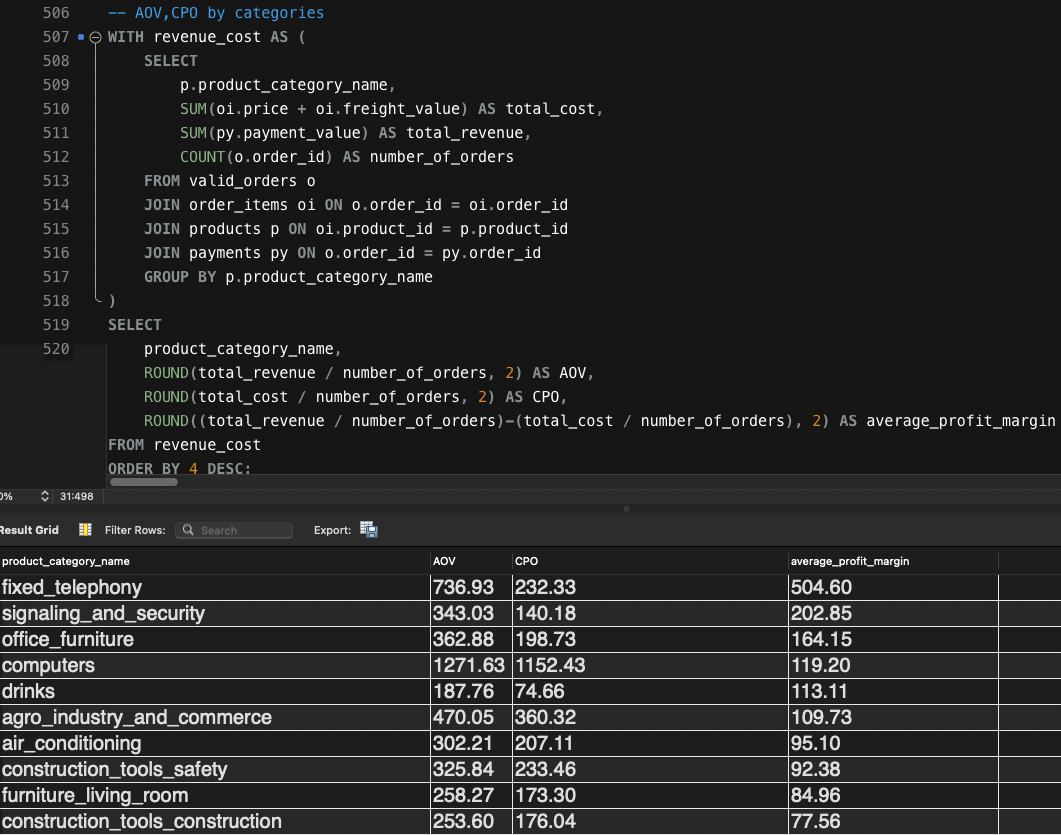 506 -- AOV,CPO by categories
507 WITH revenue_cost AS (
508 SELECT
509 p.product_category_name,
510 SUM(oi.price + oi.freight_value) AS total_cost,
511 SUM(py.payment_value) AS total_revenue,
512 COUNT(o.order_id) AS number_of_orders
513 FROM valid_orders o
514 JOIN order_items oi ON o.order_id = oi.order_id
515 JOIN products p ON oi.product_id = p.product_id
516 JOIN payments py ON o.order_id = py.order_id
517 GROUP BY p.product_category_name
518 )
519 SELECT
520 product_category_name,
ROUND(total_revenue / number_of_orders, 2) AS AOV,
ROUND(total_cost / number_of_orders, 2) AS CPO,
ROUND((total_revenue / number_of_orders)-(total_cost / number_of_orders), 2) AS average_profit_margin
FROM revenue_cost
ORDER BY 4 DESC;
0% 31:498
Result Grid Filter Rows: Search Export:
product_category_name AOV CPO average_profit_margin
fixed_telephony 736.93 232.33 504.60
signaling_and_security 343.03 140.18 202.85
office_furniture 362.88 198.73 164.15
computers 1271.63 1152.43 119.20
drinks 187.76 74.66 113.11
agro_industry_and_commerce 470.05 360.32 109.73
air_conditioning 302.21 207.11 95.10
construction_tools_safety 325.84 233.46 92.38
furniture_living_room 258.27 173.30 84.96
construction_tools_construction 253.60 176.04 77.56